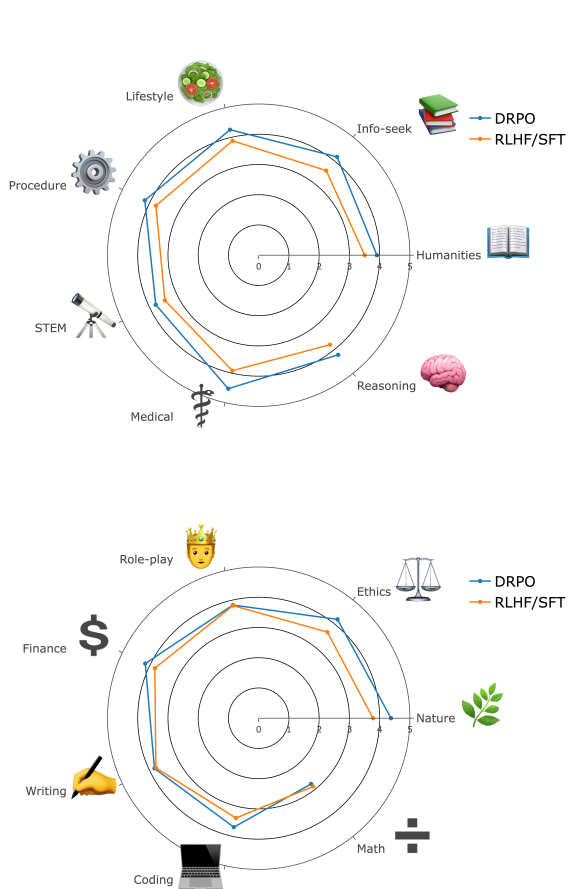 Lifestyle
Info-seek
DRPO
RLHF/SFT
Procedure
Humanities
0 1 2 3 4 5
STEM
Reasoning
Medical
Role-play
Ethics
DRPO
RLHF/SFT
Finance
Nature
0 1 2 3 4 5
Writing
Math
Coding